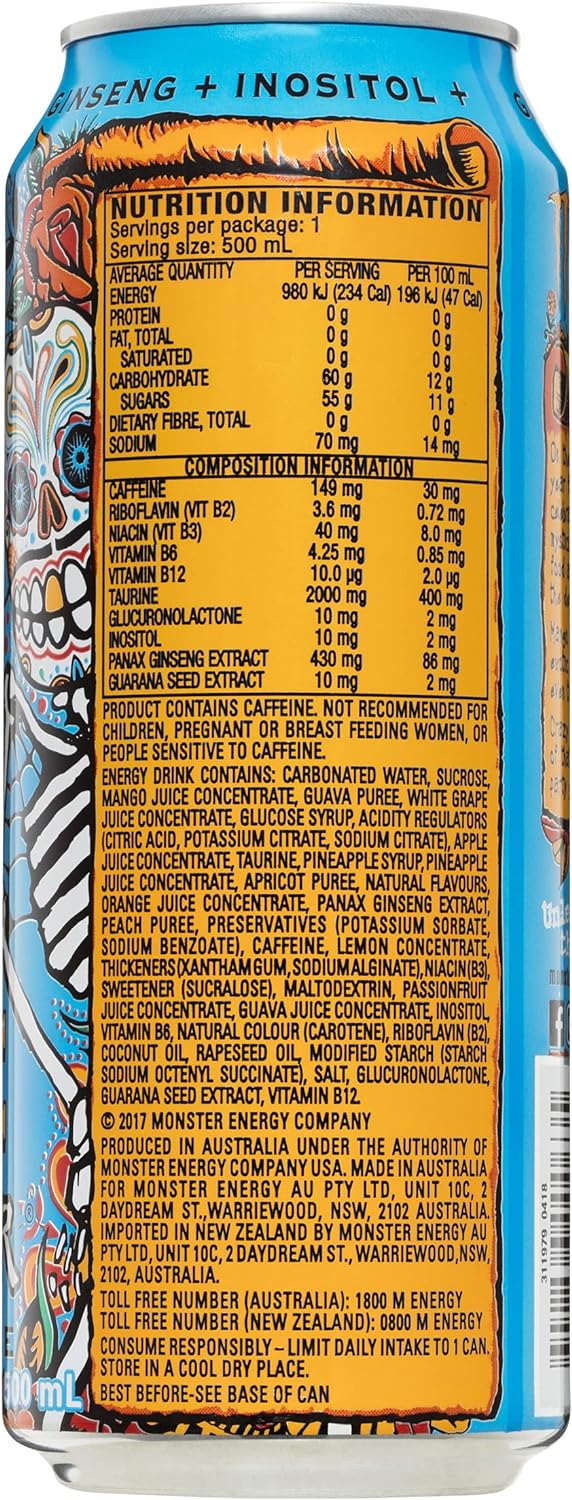 GINSENG + INOSITOL +
NUTRITION INFORMATION
Servings per package: 1
Serving size: 500 mL
AVERAGE QUANTITY PER SERVING PER 100 mL
ENERGY 980 kJ (234 Cal) 196 kJ (47 Cal)
PROTEIN 0 g 0 g
FAT, TOTAL 0 g 0 g
SATURATED 0 g 0 g
CARBOHYDRATE 60 g 12 g
SUGARS 55 g 11 g
DIETARY FIBRE, TOTAL 0 g 0 g
SODIUM 70 mg 14 mg
COMPOSITION INFORMATION
CAFFEINE 149 mg 30 mg
RIBOFLAVIN (VIT B2) 3.6 mg 0.72 mg
NIACIN (VIT B3) 40 mg 8.0 mg
VITAMIN B6 4.25 mg 0.85 mg
VITAMIN B12 10.0 µg 2.0 µg
TAURINE 2000 mg 400 mg
GLUCURONOLACTONE 10 mg 2 mg
INOSITOL 10 mg 2 mg
PANAX GINSENG EXTRACT 430 mg 86 mg
GUARANA SEED EXTRACT 10 mg 2 mg
PRODUCT CONTAINS CAFFEINE. NOT RECOMMENDED FOR
CHILDREN, PREGNANT OR BREAST FEEDING WOMEN, OR
PEOPLE SENSITIVE TO CAFFEINE.
ENERGY DRINK CONTAINS: CARBONATED WATER, SUCROSE,
MANGO JUICE CONCENTRATE, GUAVA PUREE, WHITE GRAPE
JUICE CONCENTRATE, GLUCOSE SYRUP, ACIDITY REGULATORS
(CITRIC ACID, POTASSIUM CITRATE, SODIUM CITRATE), APPLE
JUICE CONCENTRATE, TAURINE, PINEAPPLE SYRUP, PINEAPPLE
JUICE CONCENTRATE, APRICOT PUREE, NATURAL FLAVOURS,
ORANGE JUICE CONCENTRATE, PANAX GINSENG EXTRACT,
PEACH PUREE, PRESERVATIVES (POTASSIUM SORBATE,
SODIUM BENZOATE), CAFFEINE, LEMON CONCENTRATE,
THICKENERS (XANTHAM GUM, SODIUM ALGINATE), NIACIN (B3),
SWEETENER (SUCRALOSE), MALTODEXTRIN, PASSIONFRUIT
JUICE CONCENTRATE, GUAVA JUICE CONCENTRATE, INOSITOL,
VITAMIN B6, NATURAL COLOUR (CAROTENE), RIBOFLAVIN (B2),
COCONUT OIL, RAPESEED OIL, MODIFIED STARCH (STARCH
SODIUM OCTENYL SUCCINATE), SALT, GLUCURONOLACTONE,
GUARANA SEED EXTRACT, VITAMIN B12.
© 2017 MONSTER ENERGY COMPANY
PRODUCED IN AUSTRALIA UNDER THE AUTHORITY OF
MONSTER ENERGY COMPANY USA. MADE IN AUSTRALIA
FOR MONSTER ENERGY AU PTY LTD, UNIT 10C, 2
DAYDREAM ST.,WARRIEWOOD, NSW, 2102 AUSTRALIA.
IMPORTED IN NEW ZEALAND BY MONSTER ENERGY AU
PTY LTD, UNIT 10C, 2 DAYDREAM ST., WARRIEWOOD,NSW,
2102, AUSTRALIA.
TOLL FREE NUMBER (AUSTRALIA): 1800 M ENERGY
TOLL FREE NUMBER (NEW ZEALAND): 0800 M ENERGY
CONSUME RESPONSIBLY – LIMIT DAILY INTAKE TO 1 CAN.
STORE IN A COOL DRY PLACE.
BEST BEFORE-SEE BASE OF CAN
500 mL
311979 0418